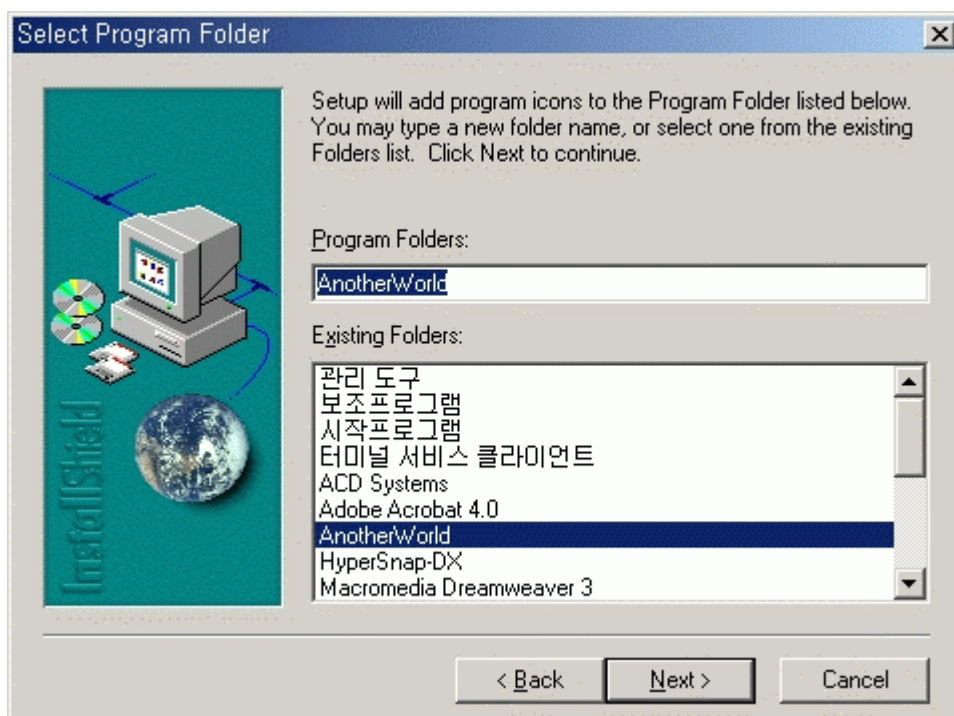 Select Program Folder
Setup will add program icons to the Program Folder listed below.
You may type a new folder name, or select one from the existing
Folders list. Click Next to continue.
Program Folders:
AnotherWorld
Existing Folders:
관리 도구
보조프로그램
시작프로그램
터미널 서비스 클라이언트
ACD Systems
Adobe Acrobat 4.0
AnotherWorld
HyperSnap-DX
Macromedia Dreamweaver 3
InstallShield
< Back
Next >
Cancel